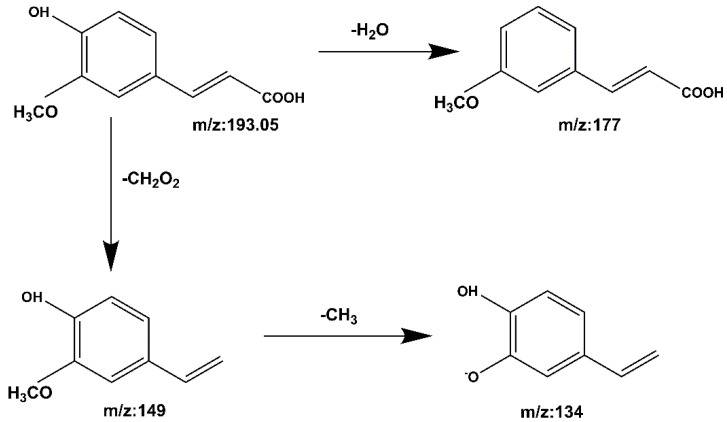 OH
-H₂O
COOH
H₃CO
m/z:193.05
H₃CO
COOH
m/z:177
-CH₂O₂
OH
-CH₃
H₃CO
m/z:149
OH
⁻O
m/z:134